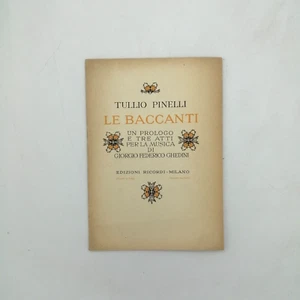 TULLIO PINELLI
LE BACCANTI
UN PROLOGO
E TRE ATTI
PER LA MUSICA
DI
GIORGIO FEDERICO GHEDINI
EDIZIONI RICORDI - MILANO